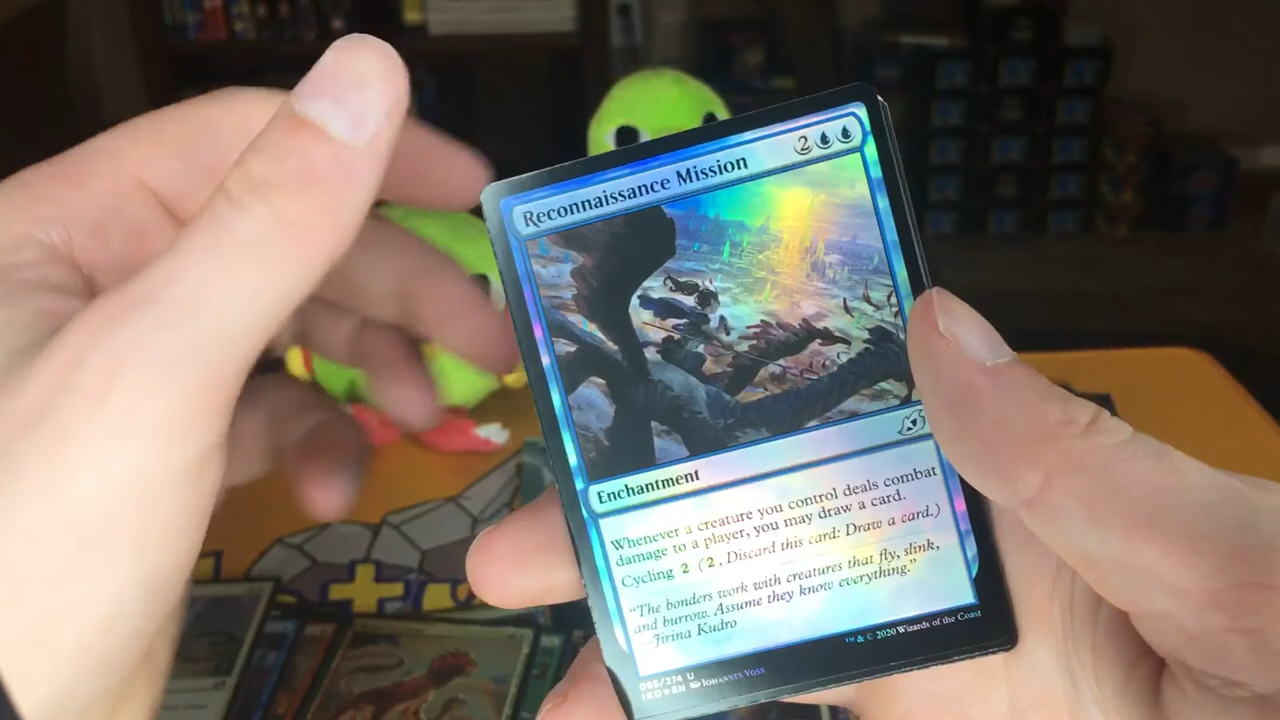 Reconnaissance Mission 2
Enchantment
Whenever a creature you control deals combat
damage to a player, you may draw a card.
Cycling 2 (2, Discard this card: Draw a card.)
"The bonders work with creatures that fly, slink,
and burrow. Assume they know everything."
—Jirina Kudro
™ & © 2020 Wizards of the Coast
065/274 U
IKO EN Johannes Voss